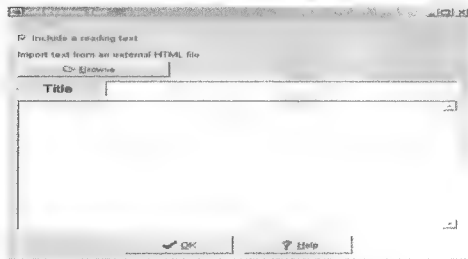 Include a reading text
Import text from an external HTML file
Browse
Title
OK
Help